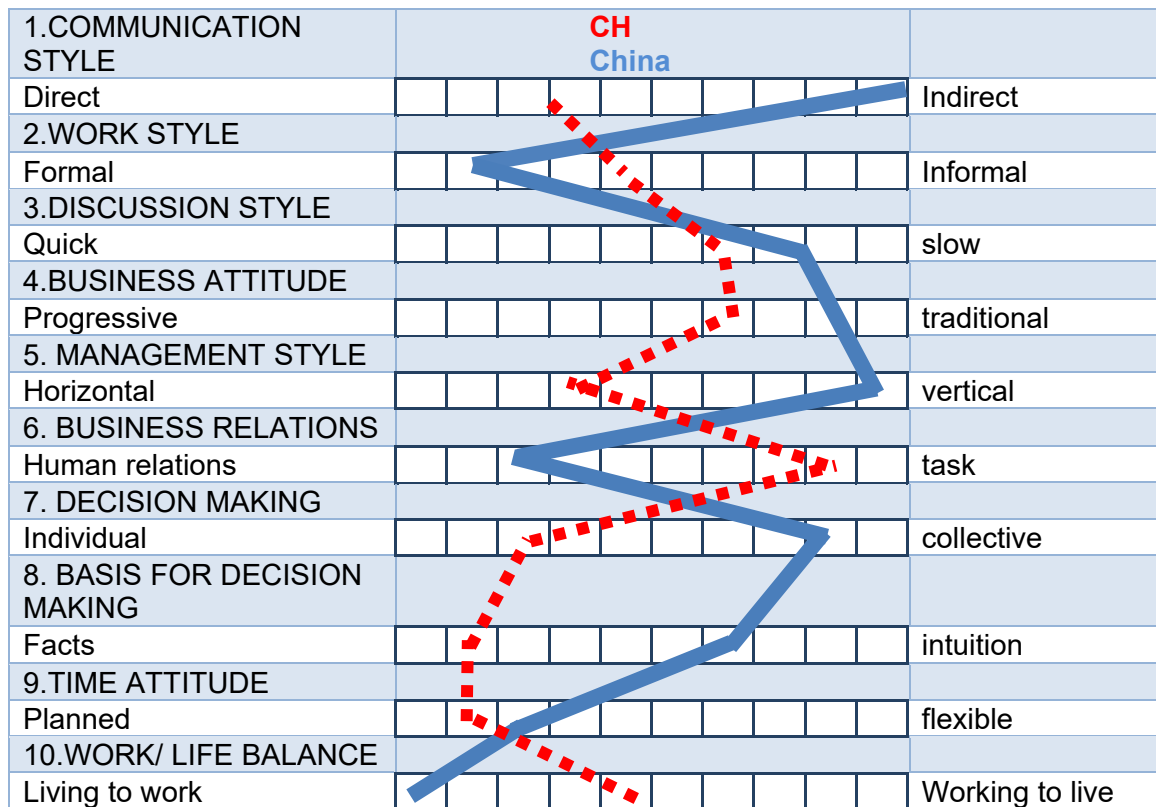 1.COMMUNICATION
STYLE
CH
China
Direct
Indirect
2.WORK STYLE
Formal
Informal
3.DISCUSSION STYLE
Quick
slow
4.BUSINESS ATTITUDE
Progressive
traditional
5. MANAGEMENT STYLE
Horizontal
vertical
6. BUSINESS RELATIONS
Human relations
task
7. DECISION MAKING
Individual
collective
8. BASIS FOR DECISION
MAKING
Facts
intuition
9.TIME ATTITUDE
Planned
flexible
10.WORK/ LIFE BALANCE
Living to work
Working to live